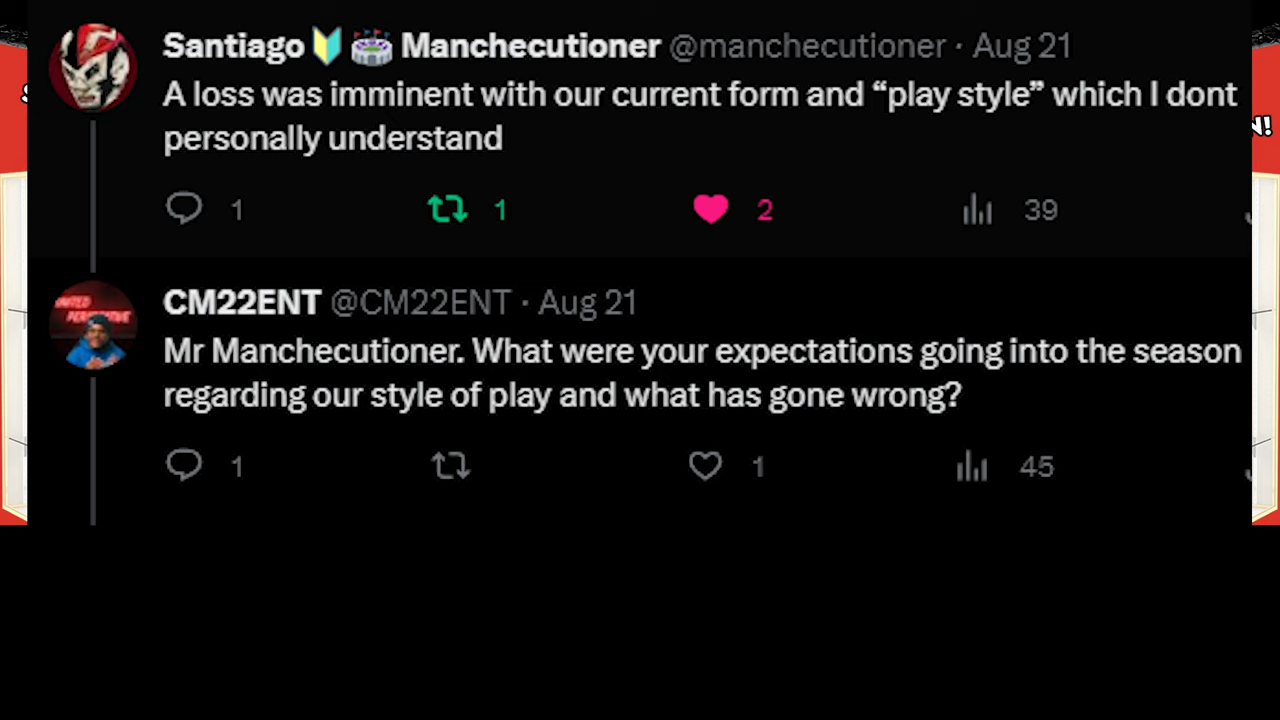 Santiago 🔰 🏟️ Manchecutioner @manchecutioner · Aug 21
A loss was imminent with our current form and “play style” which I dont
personally understand
1 1 2 39
CM22ENT @CM22ENT · Aug 21
Mr Manchecutioner. What were your expectations going into the season
regarding our style of play and what has gone wrong?
1 1 45